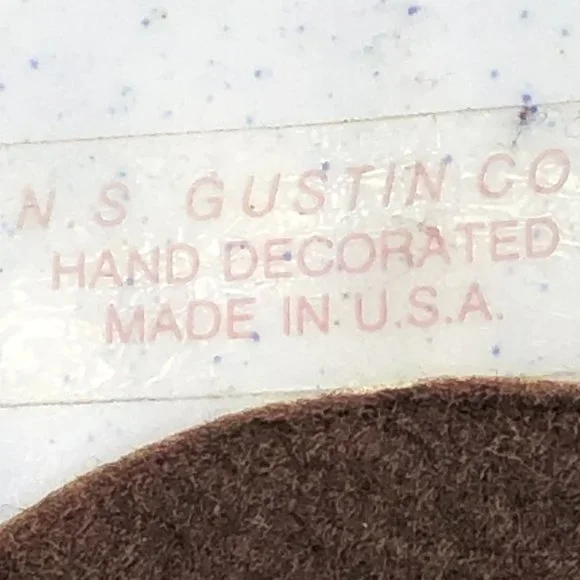 N.S. GUSTIN CO
HAND DECORATED
MADE IN U.S.A.